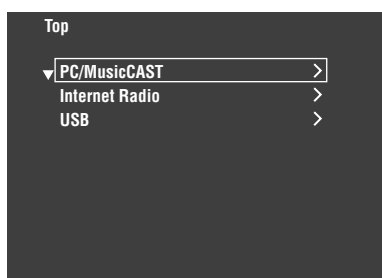 Top
▼ PC/MusicCAST >
Internet Radio >
USB >